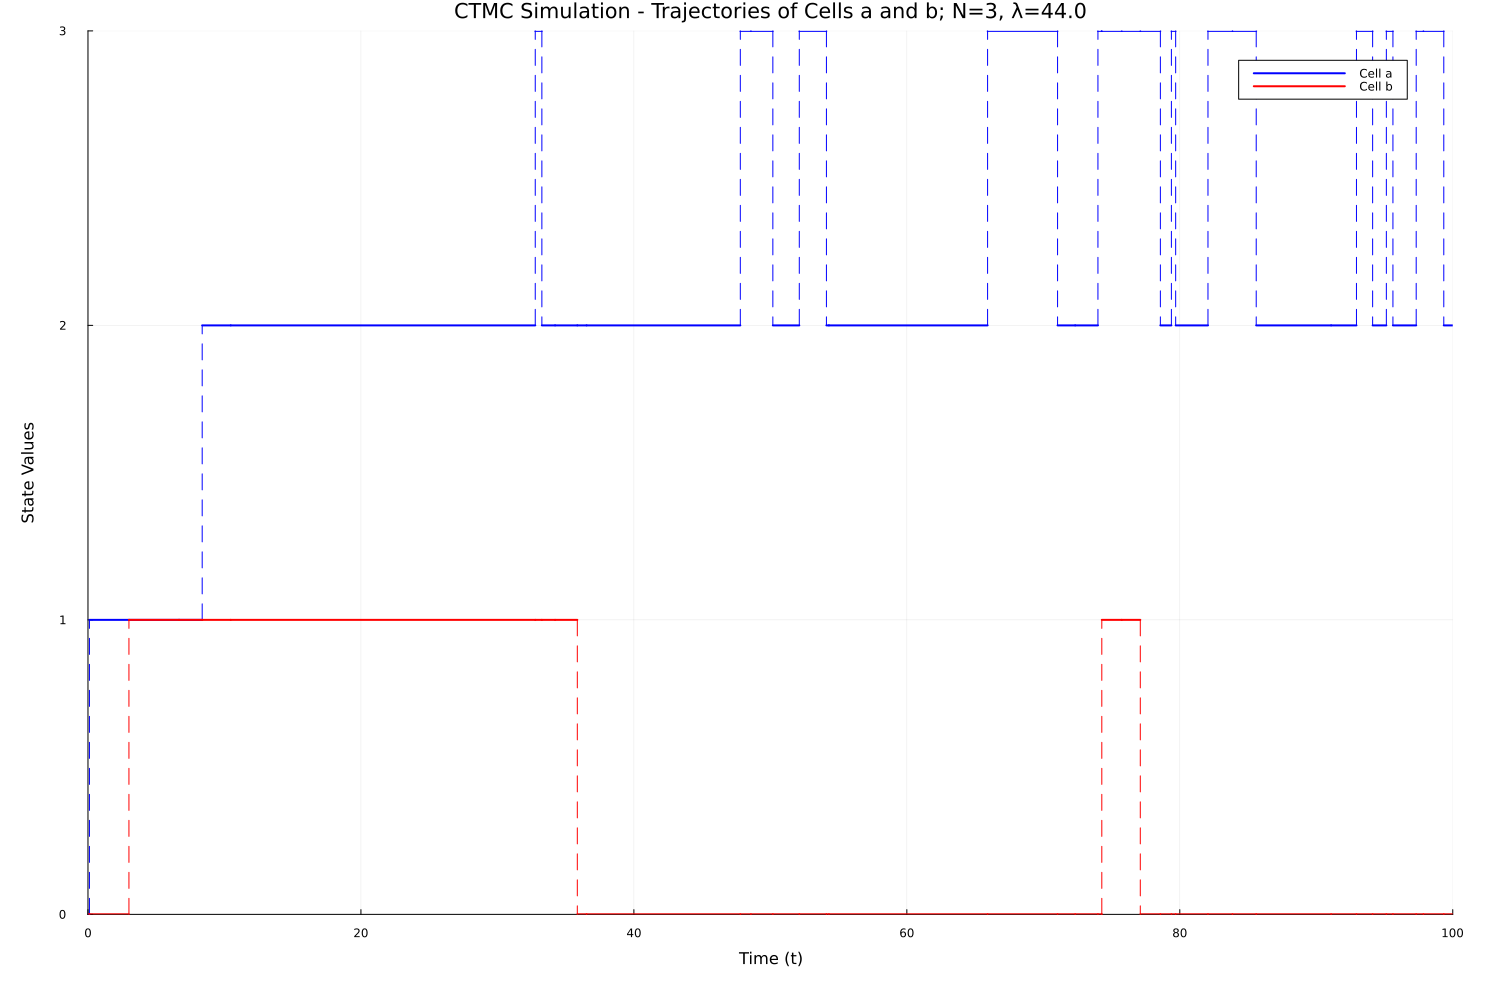 CTMC Simulation - Trajectories of Cells a and b; N=3, λ=44.0
3
Cell a
Cell b
2
State Values
1
0
0 20 40 60 80 100
Time (t)